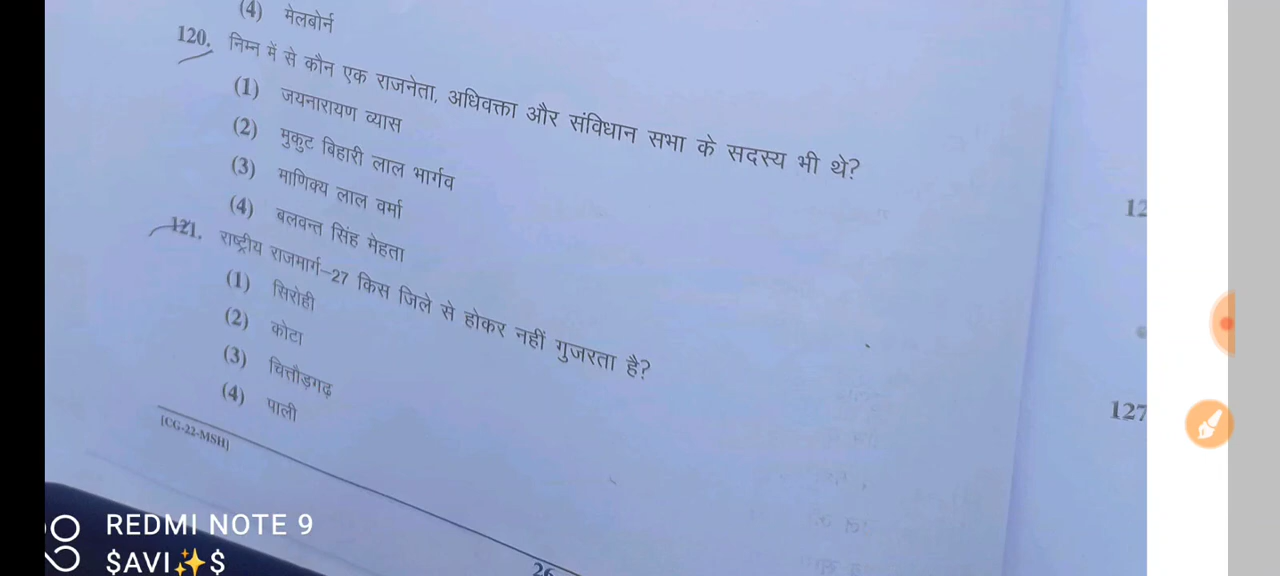 (4) मेलबोर्न
120. निम्न में से कौन एक राजनेता, अधिवक्ता और संविधान सभा के सदस्य भी थे?
(1) जयनारायण व्यास
(2) मुकुट बिहारी लाल भार्गव
(3) माणिक्य लाल वर्मा
(4) बलवन्त सिंह मेहता
121. राष्ट्रीय राजमार्ग-27 किस जिले से होकर नहीं गुजरता है?
(1) सिरोही
(2) कोटा
(3) चित्तौड़गढ़
(4) पाली
[CG-22-MSH]
26
12
127
REDMI NOTE 9
$AVI✨$